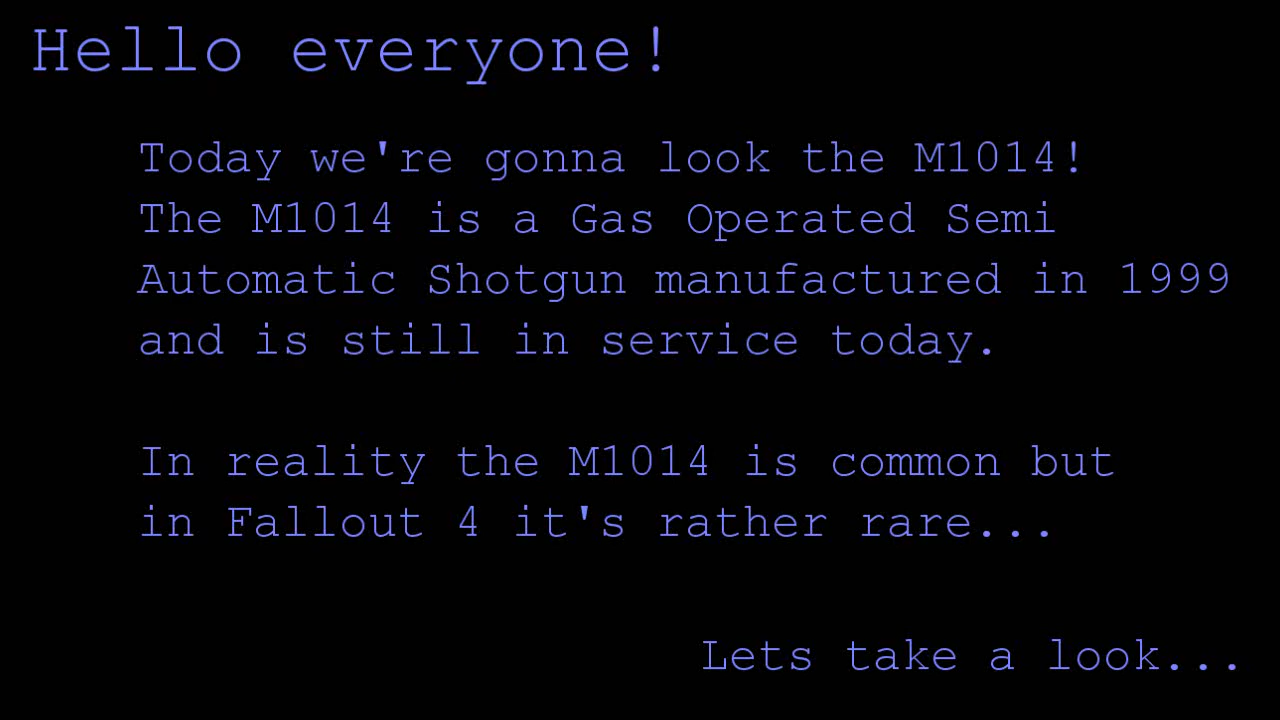 Hello everyone!
Today we're gonna look the M1014!
The M1014 is a Gas Operated Semi
Automatic Shotgun manufactured in 1999
and is still in service today.
In reality the M1014 is common but
in Fallout 4 it's rather rare...
Lets take a look...